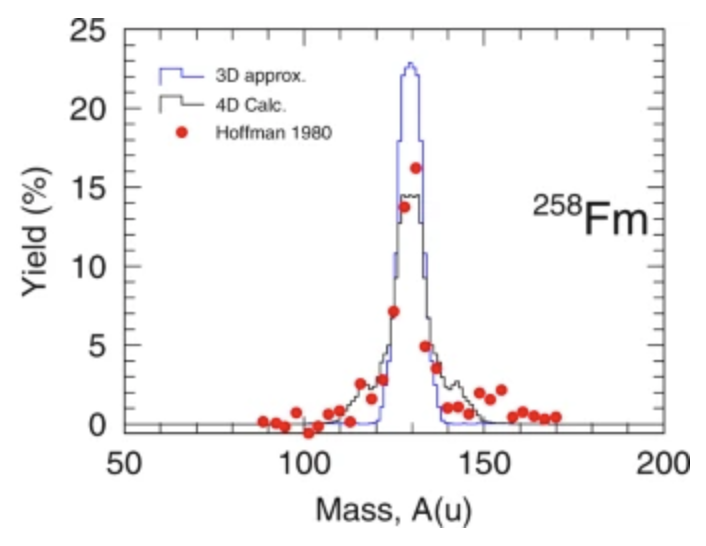 25
20
15
10
5
0
Yield (%)
3D approx.
4D Calc.
Hoffman 1980
²⁵⁸Fm
50 100 150 200
Mass, A(u)